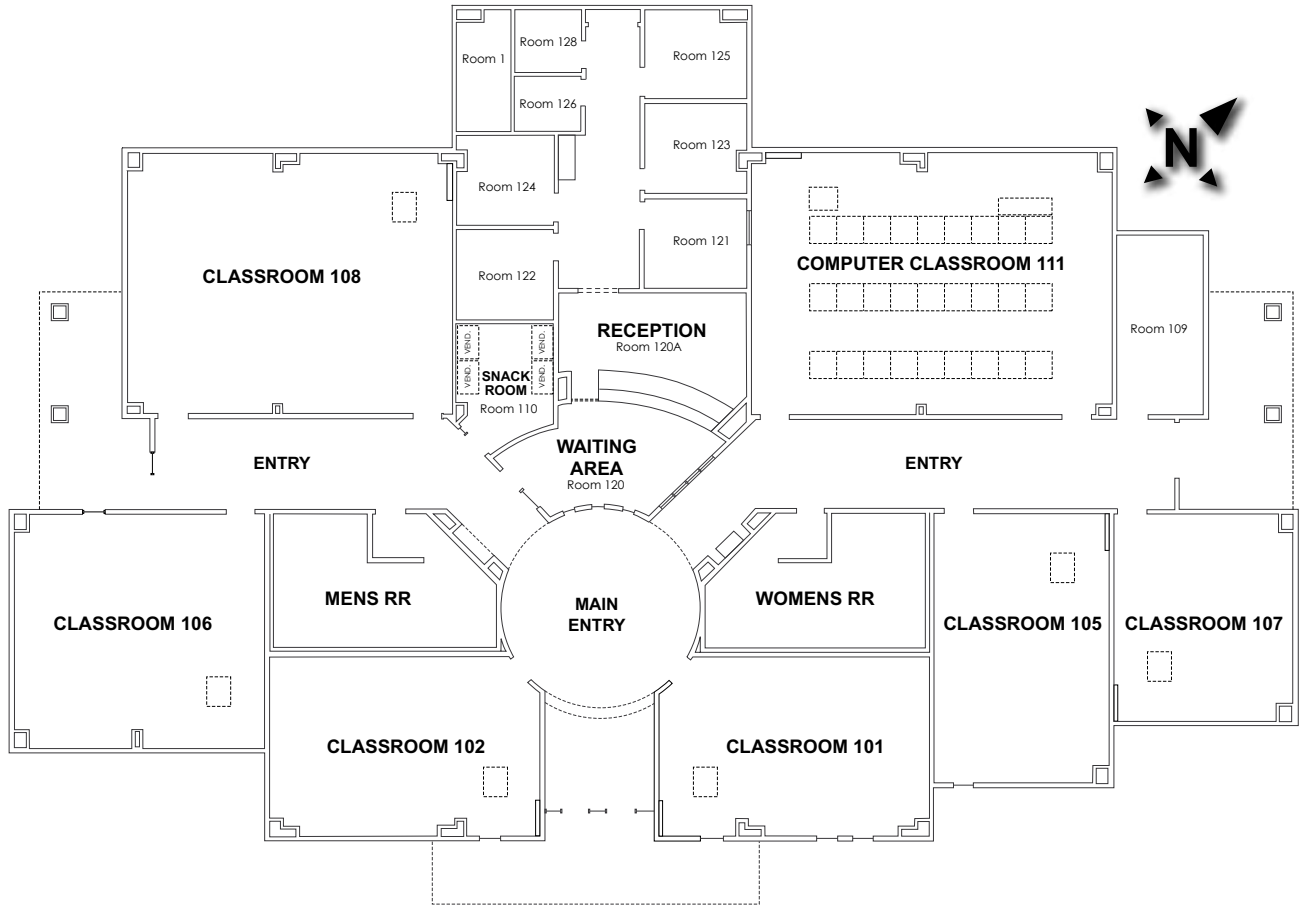 Room 1
Room 128
Room 125
Room 126
Room 123
N
Room 124
Room 121
Room 122
CLASSROOM 108
COMPUTER CLASSROOM 111
RECEPTION
Room 120A
Room 109
VEND.
VEND.
VEND.
VEND.
SNACK
ROOM
Room 110
WAITING
AREA
Room 120
ENTRY
ENTRY
MENS RR
MAIN
ENTRY
WOMENS RR
CLASSROOM 106
CLASSROOM 105
CLASSROOM 107
CLASSROOM 102
CLASSROOM 101